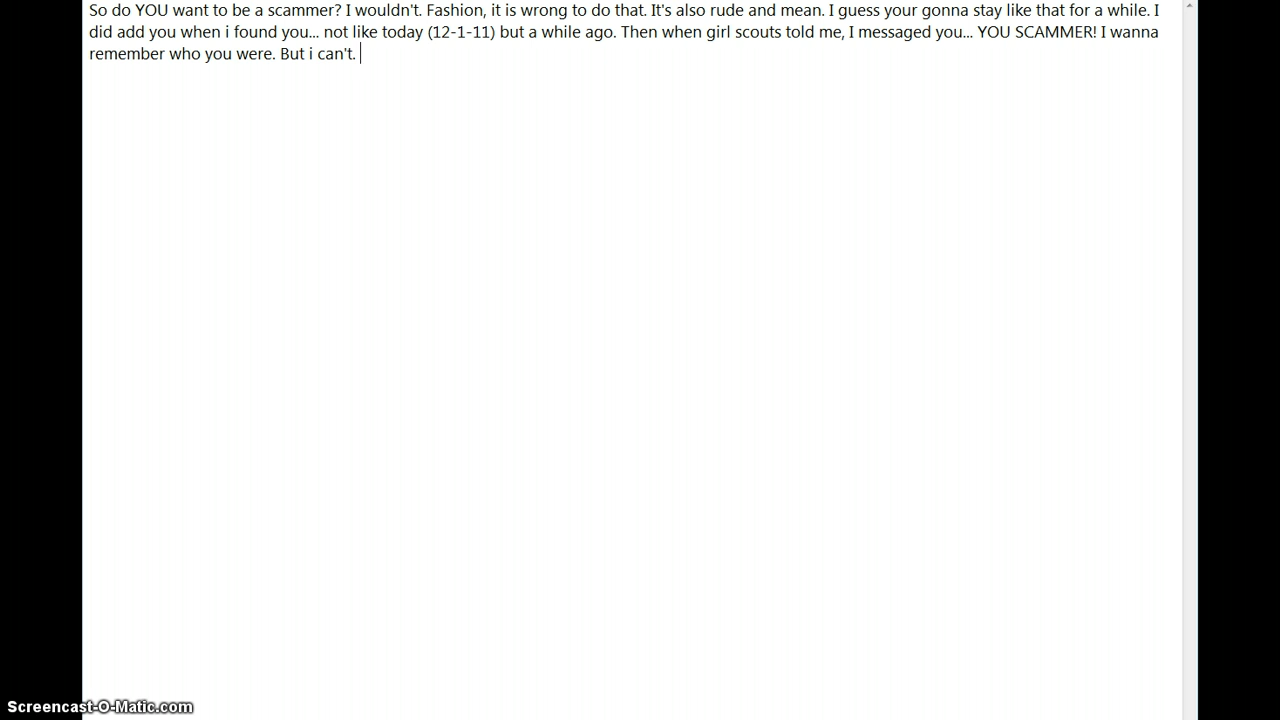 So do YOU want to be a scammer? I wouldn't. Fashion, it is wrong to do that. It's also rude and mean. I guess your gonna stay like that for a while. I
did add you when i found you... not like today (12-1-11) but a while ago. Then when girl scouts told me, I messaged you... YOU SCAMMER! I wanna
remember who you were. But i can't.
Screencast-O-Matic.com